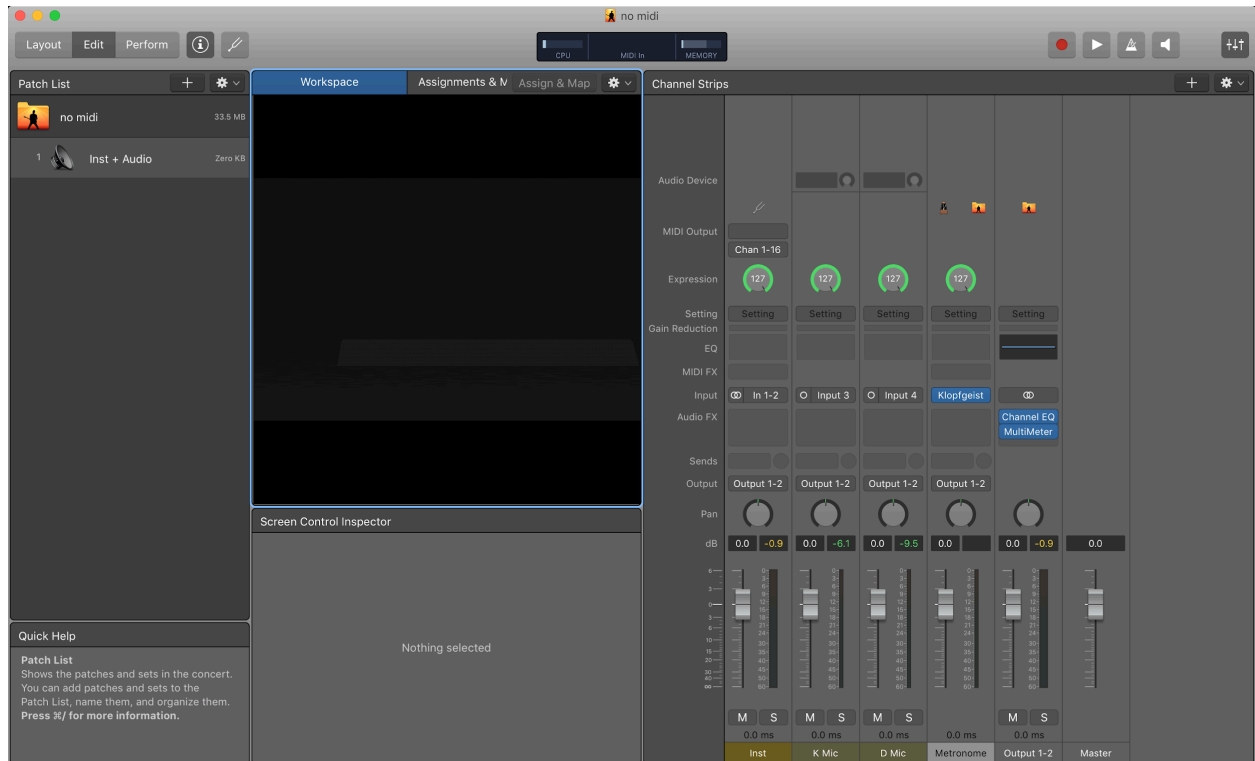 no midi
Layout Edit Perform
CPU MIDI In MEMORY
Patch List
no midi 33.5 MB
1 Inst + Audio Zero KB
Workspace Assignments & M Assign & Map
Channel Strips
Audio Device
MIDI Output
Chan 1-16
Expression 127 127 127 127
Setting Setting Setting Setting Setting Setting
Gain Reduction
EQ
MIDI FX
Input In 1-2 Input 3 Input 4 Klopfgeist
Audio FX Channel EQ
MultiMeter
Sends
Output Output 1-2 Output 1-2 Output 1-2 Output 1-2
Pan
dB 0.0 -0.9 0.0 -6.1 0.0 -9.5 0.0 0.0 -0.9 0.0
M S M S M S M S
0.0 ms 0.0 ms 0.0 ms 0.0 ms 0.0 ms
Inst K Mic D Mic Metronome Output 1-2 Master
Screen Control Inspector
Nothing selected
Quick Help
Patch List
Shows the patches and sets in the concert.
You can add patches and sets to the
Patch List, name them, and organize them.
Press ⌘/ for more information.